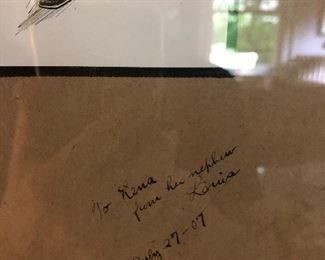 To Rena
from her nephew
Louis
July 27-07